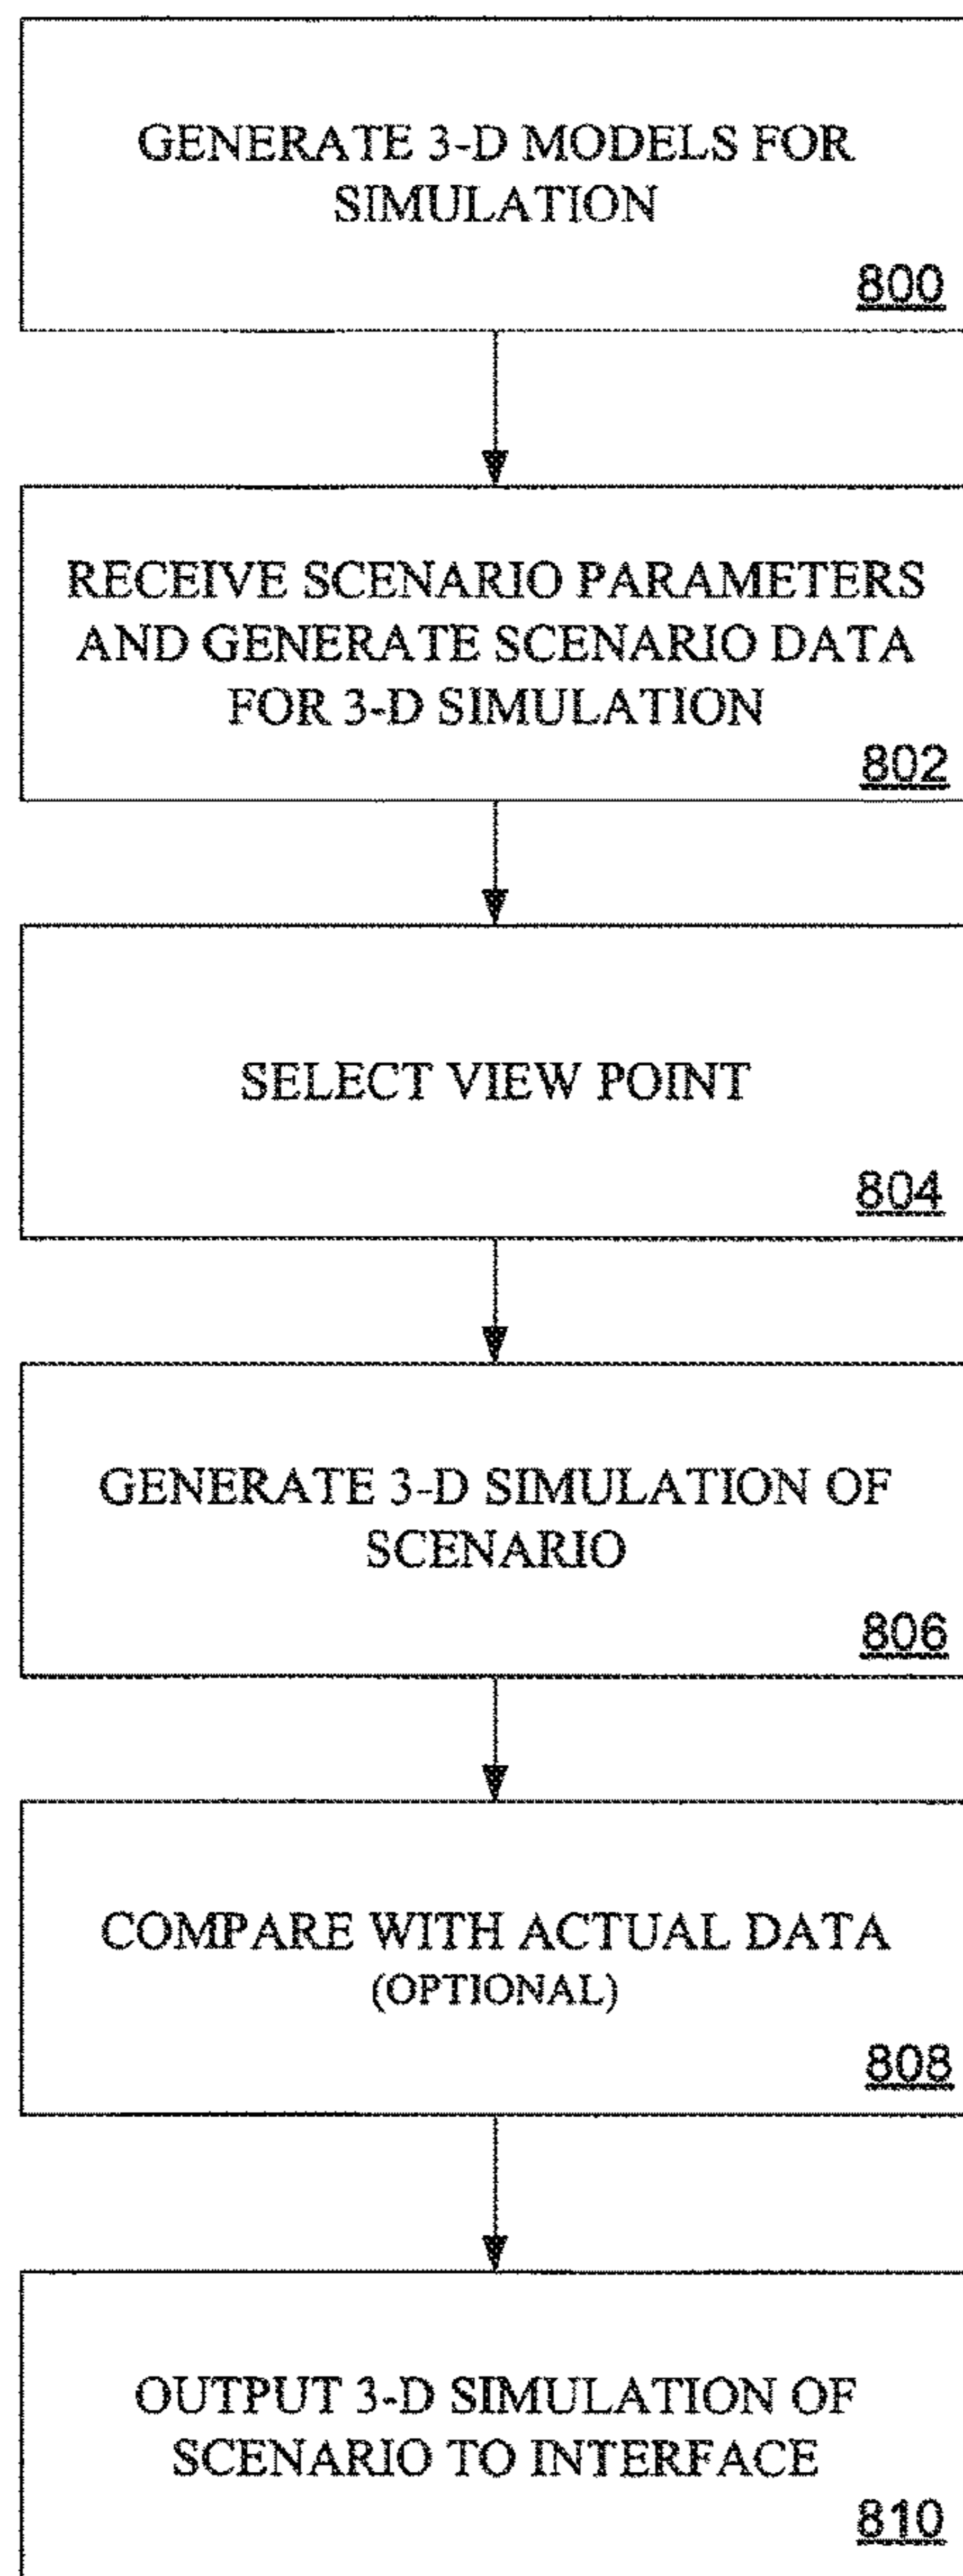 GENERATE 3-D MODELS FOR
SIMULATION
800
RECEIVE SCENARIO PARAMETERS
AND GENERATE SCENARIO DATA
FOR 3-D SIMULATION
802
SELECT VIEW POINT
804
GENERATE 3-D SIMULATION OF
SCENARIO
806
COMPARE WITH ACTUAL DATA
(OPTIONAL)
808
OUTPUT 3-D SIMULATION OF
SCENARIO TO INTERFACE
810